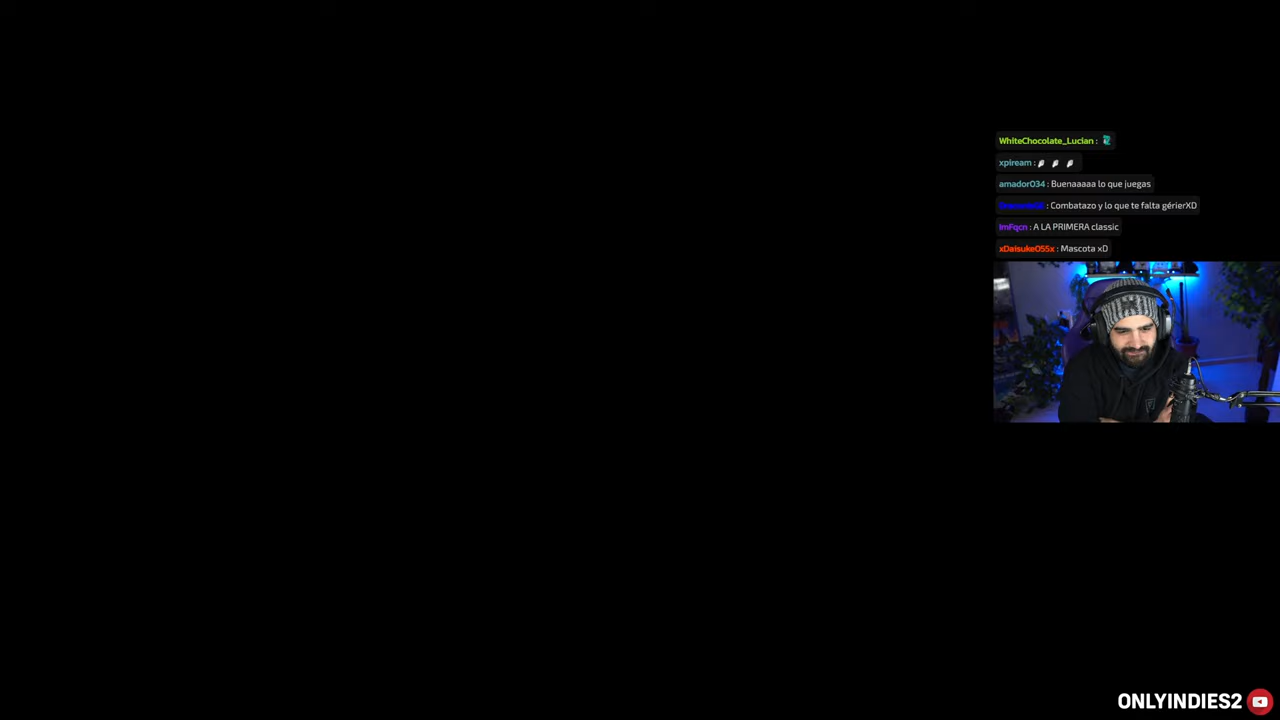 WhiteChocolate_Lucian :
xpiream :
amador034 : Buenaaaaa lo que juegas
: Combatazo y lo que te falta gérierXD
ImFqcn : A LA PRIMERA classic
xDaisuke055x : Mascota xD
ONLYINDIES2